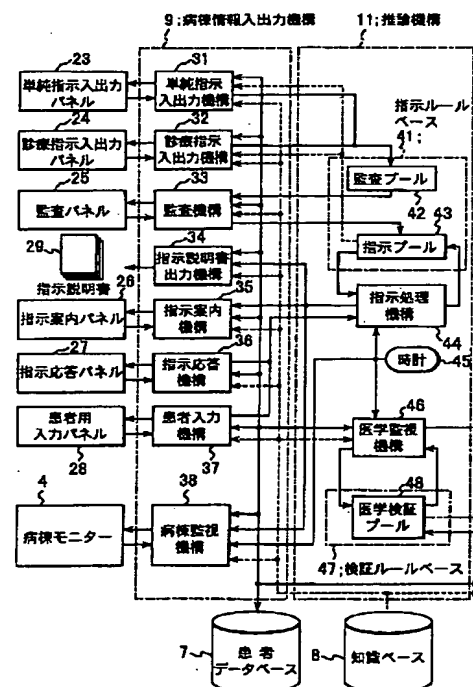 9;病棟情報入出力機構
11;推論機構
23
単純指示入出力
パネル
31
単純指示
入出力機構
24
診療指示入出力
パネル
32
診療指示
入出力機構
指示ルール
ベース
41;
25
監査パネル
33
監査機構
監査プール
42
43
指示プール
29
指示説明書
34
指示説明書
出力機構
26
指示案内パネル
35
指示案内
機構
指示処理
機構
44
27
指示応答パネル
36
指示応答
機構
時計
45
患者用
入力パネル
28
患者入力
機構
37
46
医学監視
機構
4
病棟モニター
38
病棟監視
機構
48
医学検証
プール
47;検証ルールベース
7
患者
データベース
8
知識ベース